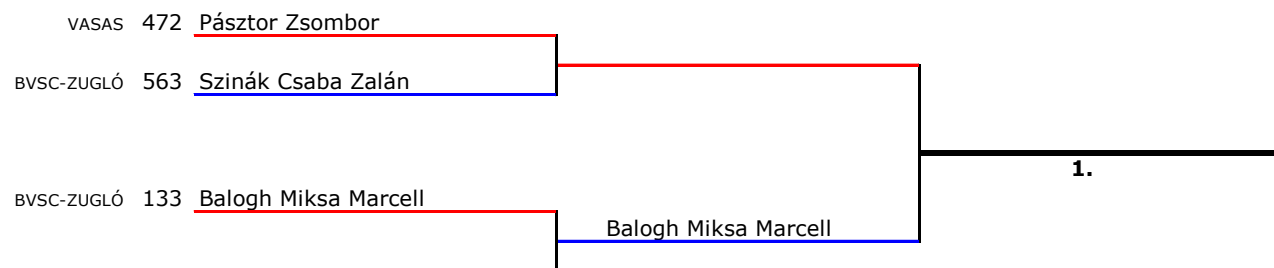 VASAS 472 Pásztor Zsombor
BVSC-ZUGLÓ 563 Szinák Csaba Zalán
1.
BVSC-ZUGLÓ 133 Balogh Miksa Marcell
Balogh Miksa Marcell